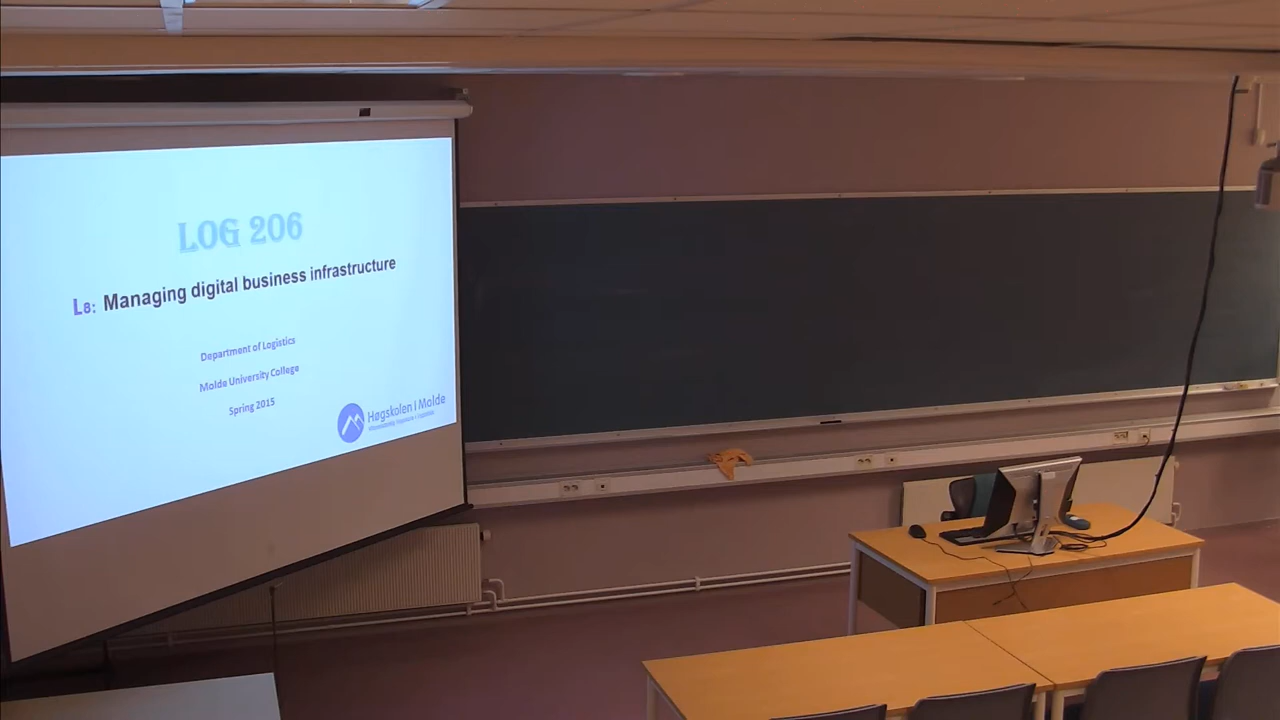 LOG 206
L8: Managing digital business infrastructure
Department of Logistics
Molde University College
Spring 2015
Høgskolen i Molde